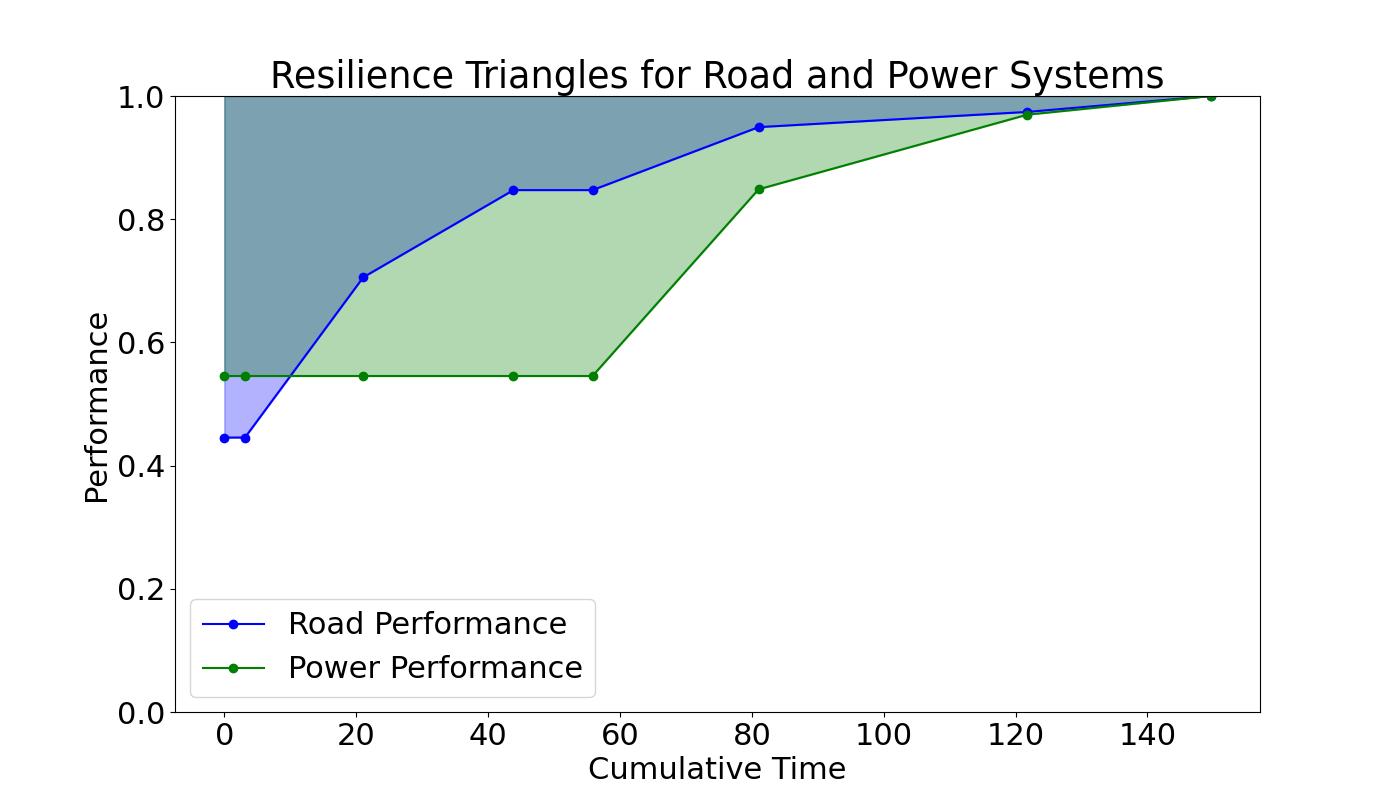 Resilience Triangles for Road and Power Systems
1.0
0.8
0.6
0.4
0.2
0.0
Performance
Road Performance
Power Performance
0 20 40 60 80 100 120 140
Cumulative Time